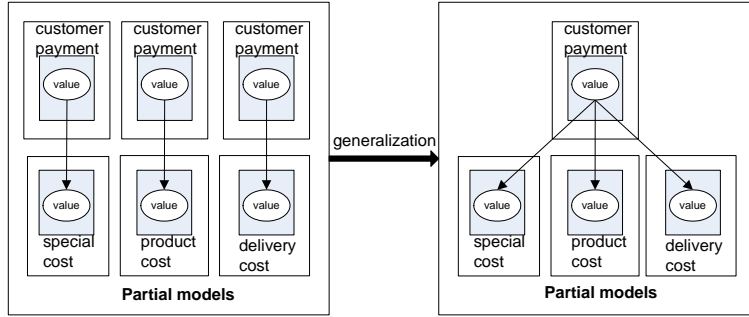 customer payment
customer payment
customer payment
value
value
value
value
value
value
special cost
product cost
delivery cost
Partial models
generalization
customer payment
value
value
value
value
special cost
product cost
delivery cost
Partial models